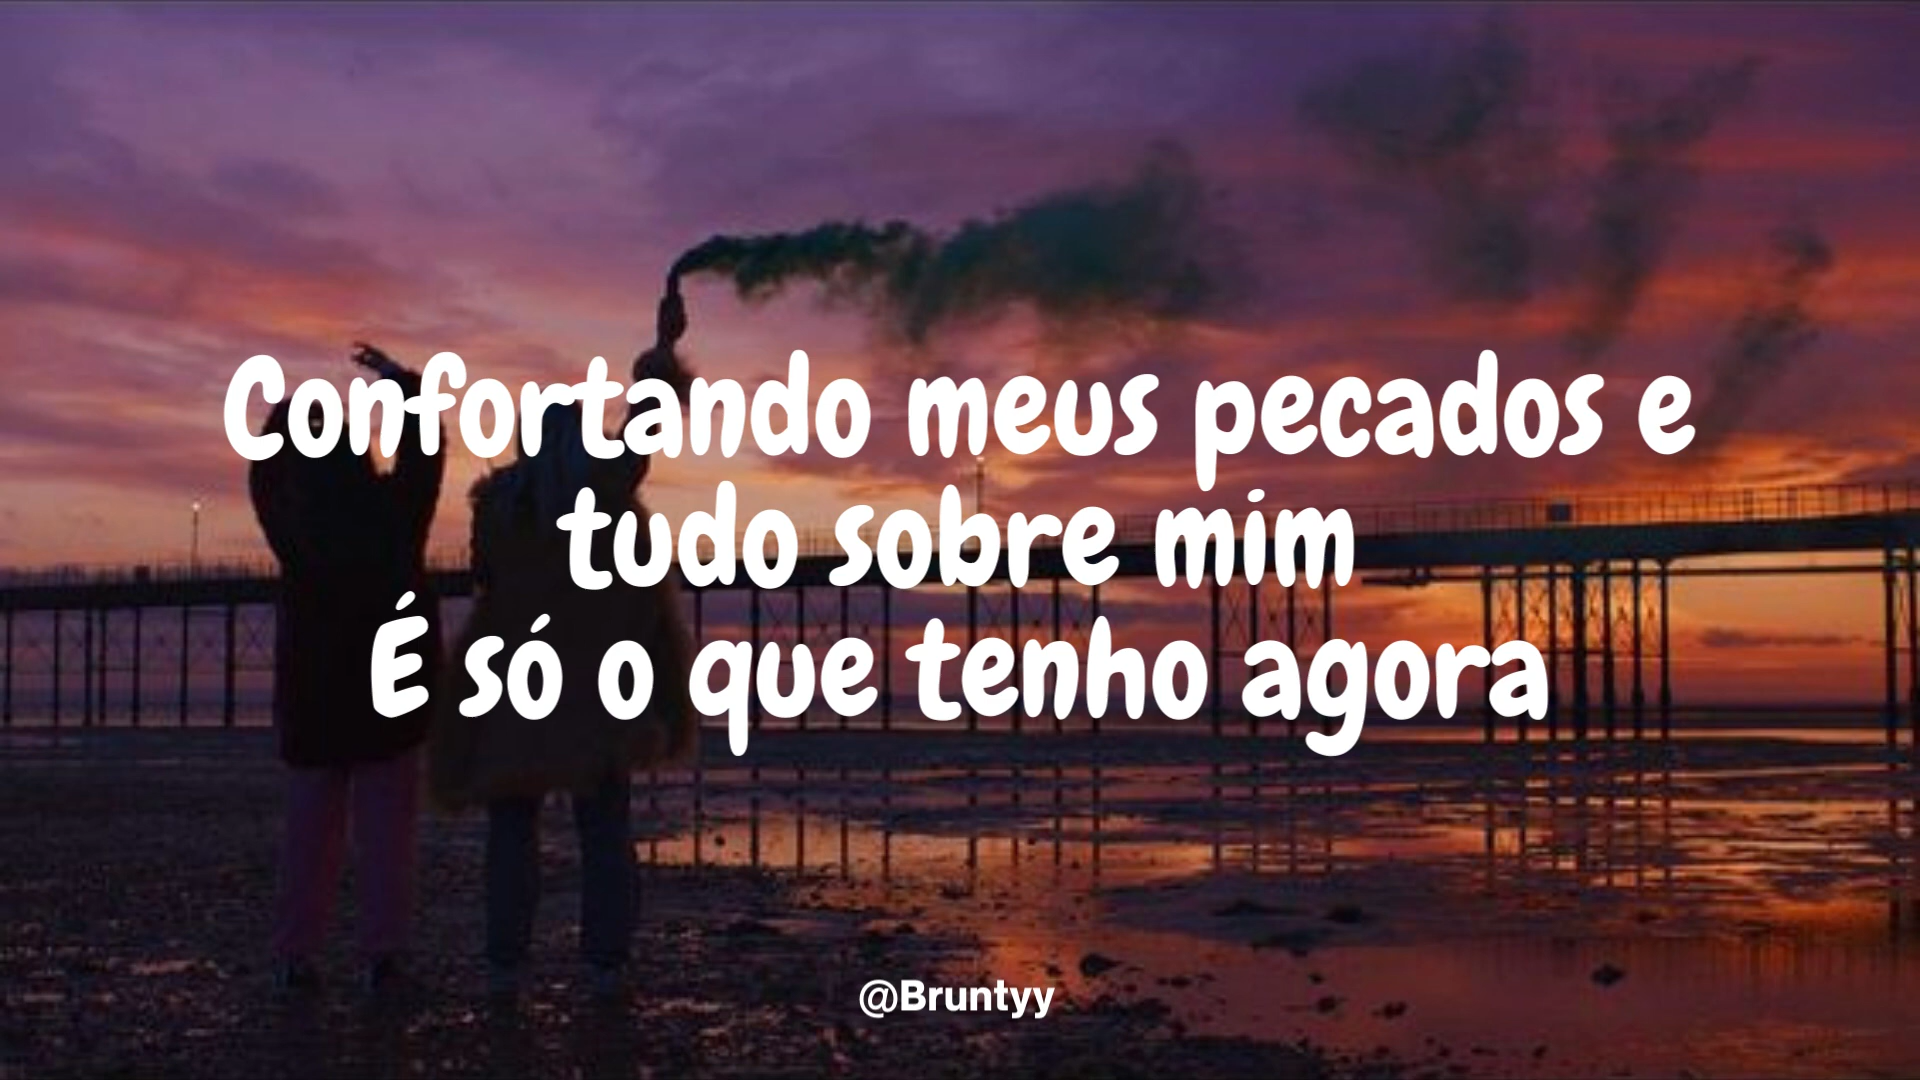 Confortando meus pecados e
tudo sobre mim
É só o que tenho agora
@Bruntyy